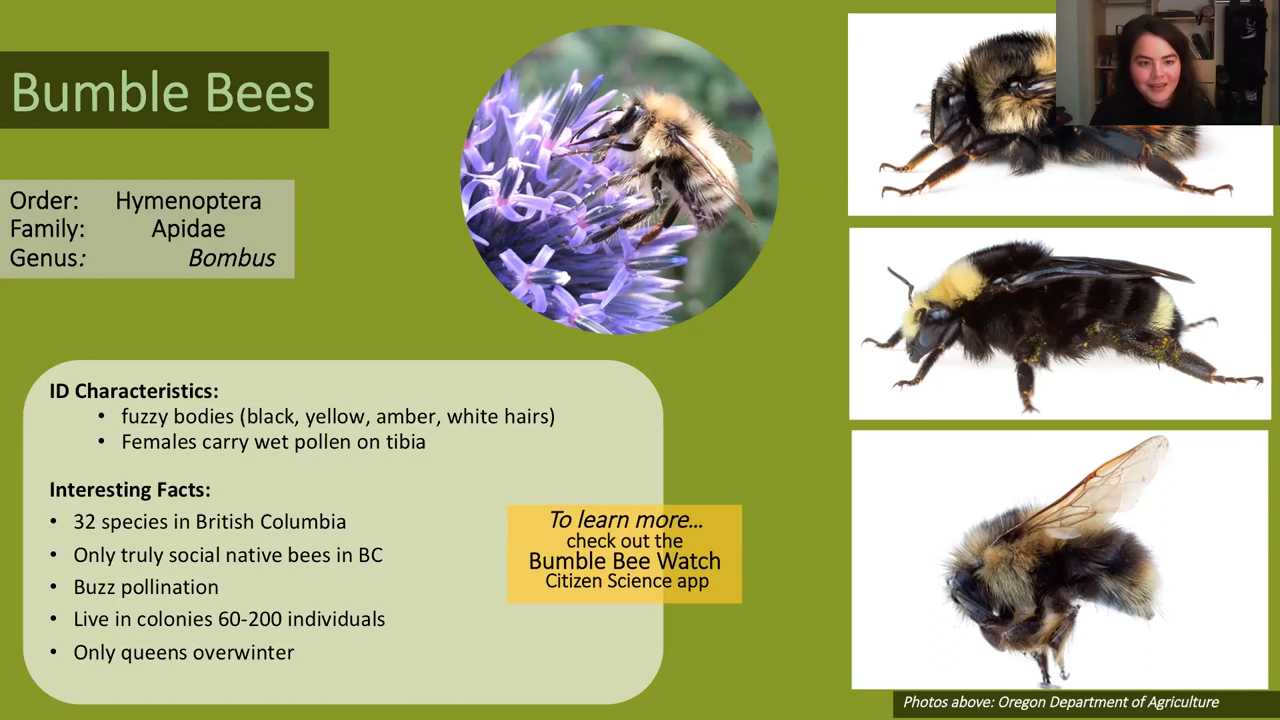 Bumble Bees
Order: Hymenoptera
Family: Apidae
Genus: Bombus
ID Characteristics:
• fuzzy bodies (black, yellow, amber, white hairs)
• Females carry wet pollen on tibia
Interesting Facts:
• 32 species in British Columbia
• Only truly social native bees in BC
• Buzz pollination
• Live in colonies 60-200 individuals
• Only queens overwinter
To learn more...
check out the
Bumble Bee Watch
Citizen Science app
Photos above: Oregon Department of Agriculture